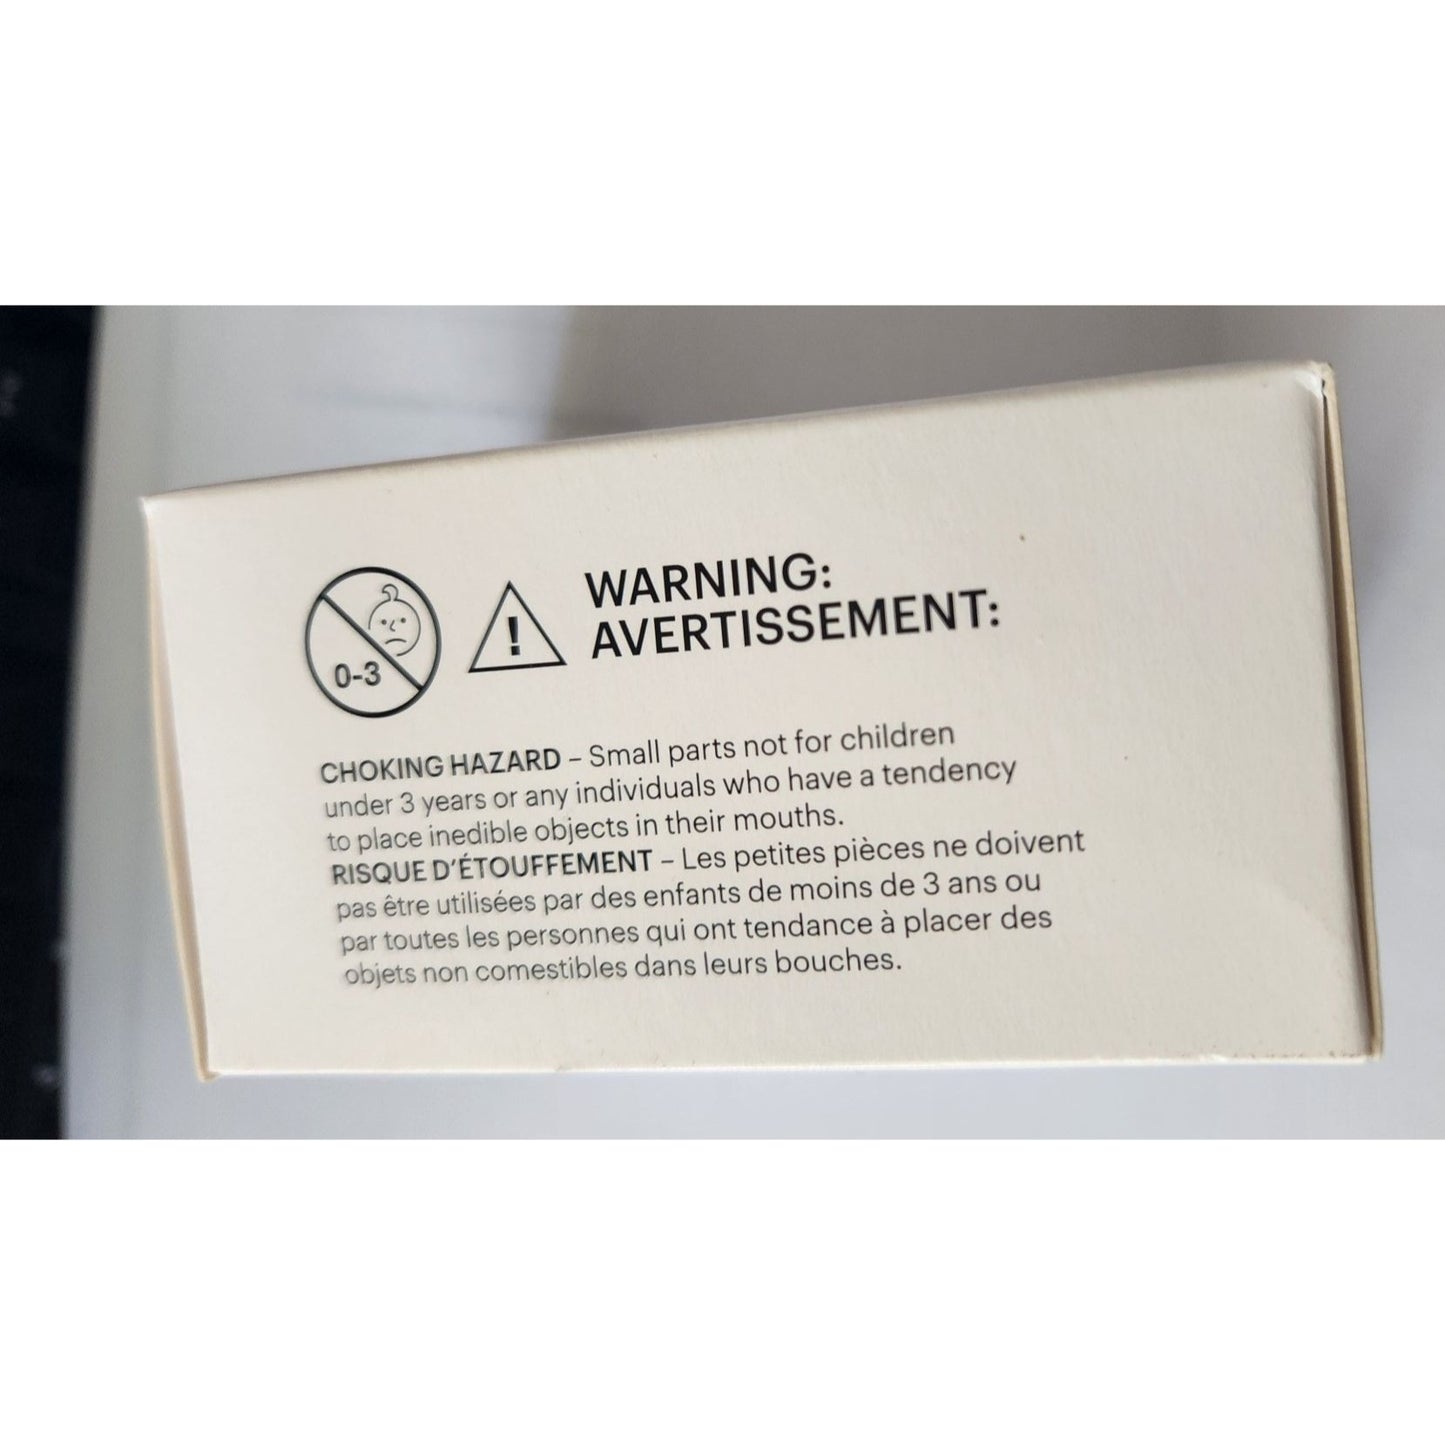 0-3
!
WARNING:
AVERTISSEMENT:
CHOKING HAZARD – Small parts not for children
under 3 years or any individuals who have a tendency
to place inedible objects in their mouths.
RISQUE D'ÉTOUFFEMENT – Les petites pièces ne doivent
pas être utilisées par des enfants de moins de 3 ans ou
par toutes les personnes qui ont tendance à placer des
objets non comestibles dans leurs bouches.